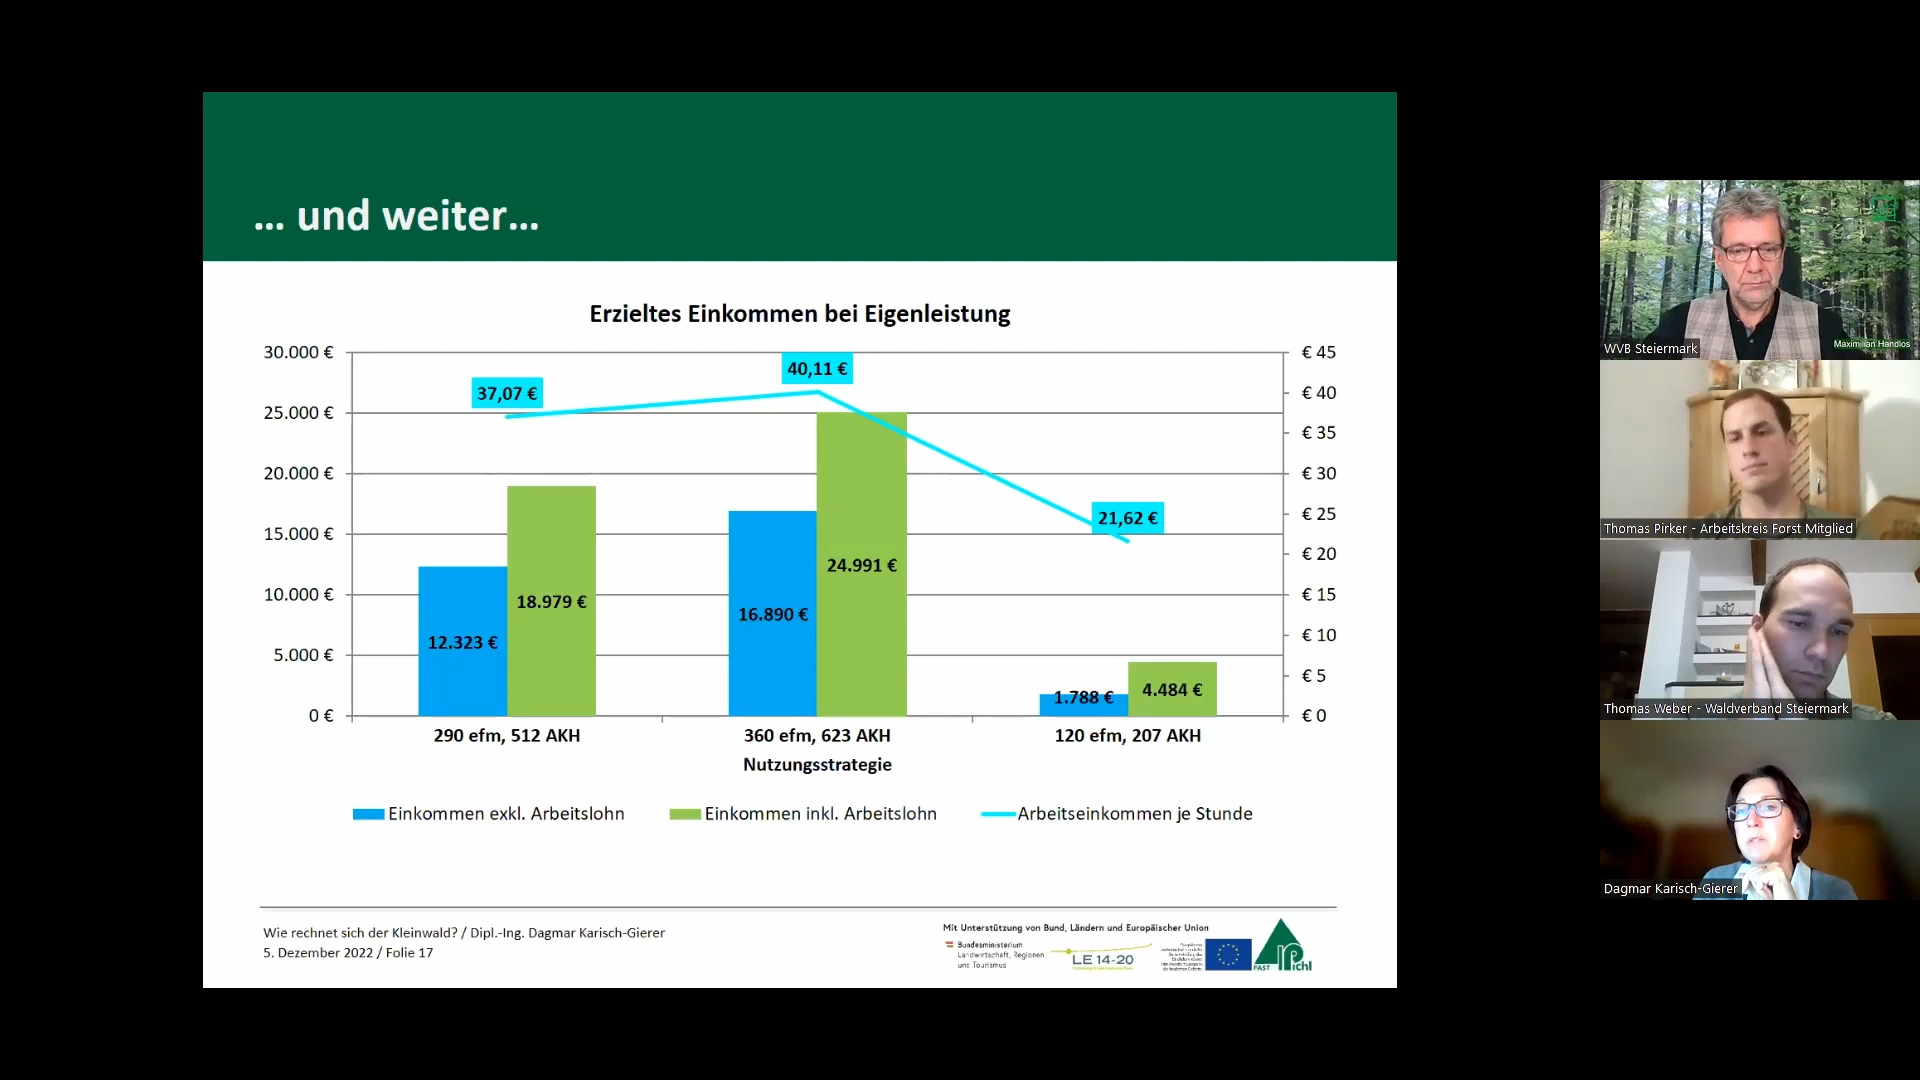 ... und weiter...
Erzieltes Einkommen bei Eigenleistung
30.000 €
25.000 €
20.000 €
15.000 €
10.000 €
5.000 €
0 €
€ 45
€ 40
€ 35
€ 30
€ 25
€ 20
€ 15
€ 10
€ 5
€ 0
37,07 €
40,11 €
21,62 €
12.323 €
18.979 €
16.890 €
24.991 €
1.788 €
4.484 €
290 efm, 512 AKH
360 efm, 623 AKH
120 efm, 207 AKH
Nutzungsstrategie
Einkommen exkl. Arbeitslohn
Einkommen inkl. Arbeitslohn
Arbeitseinkommen je Stunde
Wie rechnet sich der Kleinwald? / Dipl.-Ing. Dagmar Karisch-Gierer
5. Dezember 2022 / Folie 17
Mit Unterstützung von Bund, Ländern und Europäischer Union
Bundesministerium
Landwirtschaft, Regionen
und Tourismus
LE 14-20
FAST Pichl
Maximilian Handlos
WVB Steiermark
Thomas Pirker - Arbeitskreis Forst Mitglied
Thomas Weber - Waldverband Steiermark
Dagmar Karisch-Gierer